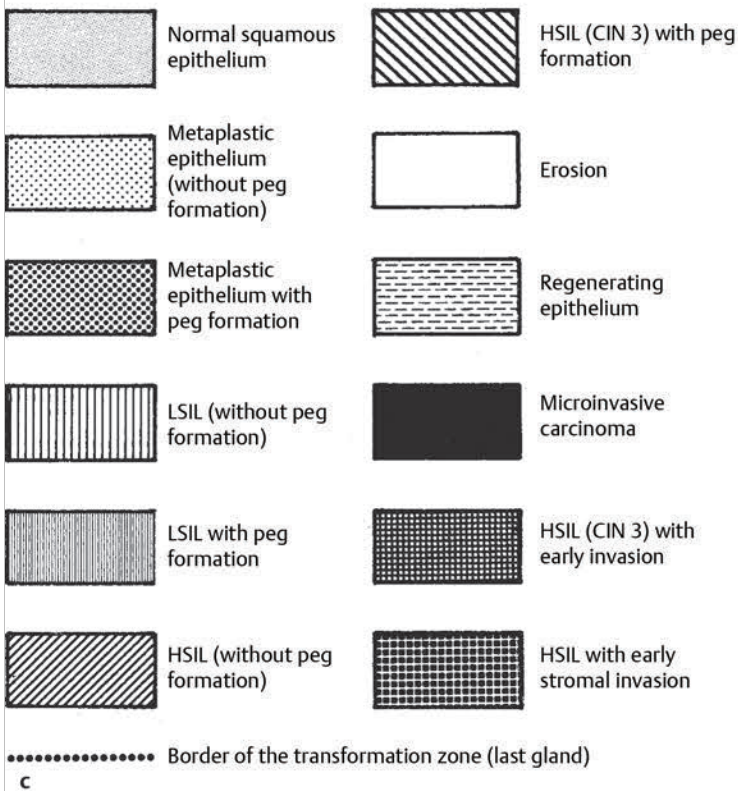 Normal squamous
epithelium
Metaplastic
epithelium
(without peg
formation)
Metaplastic
epithelium with
peg formation
LSIL (without peg
formation)
LSIL with peg
formation
HSIL (without peg
formation)
HSIL (CIN 3) with peg
formation
Erosion
Regenerating
epithelium
Microinvasive
carcinoma
HSIL (CIN 3) with
early invasion
HSIL with early
stromal invasion
Border of the transformation zone (last gland)
c